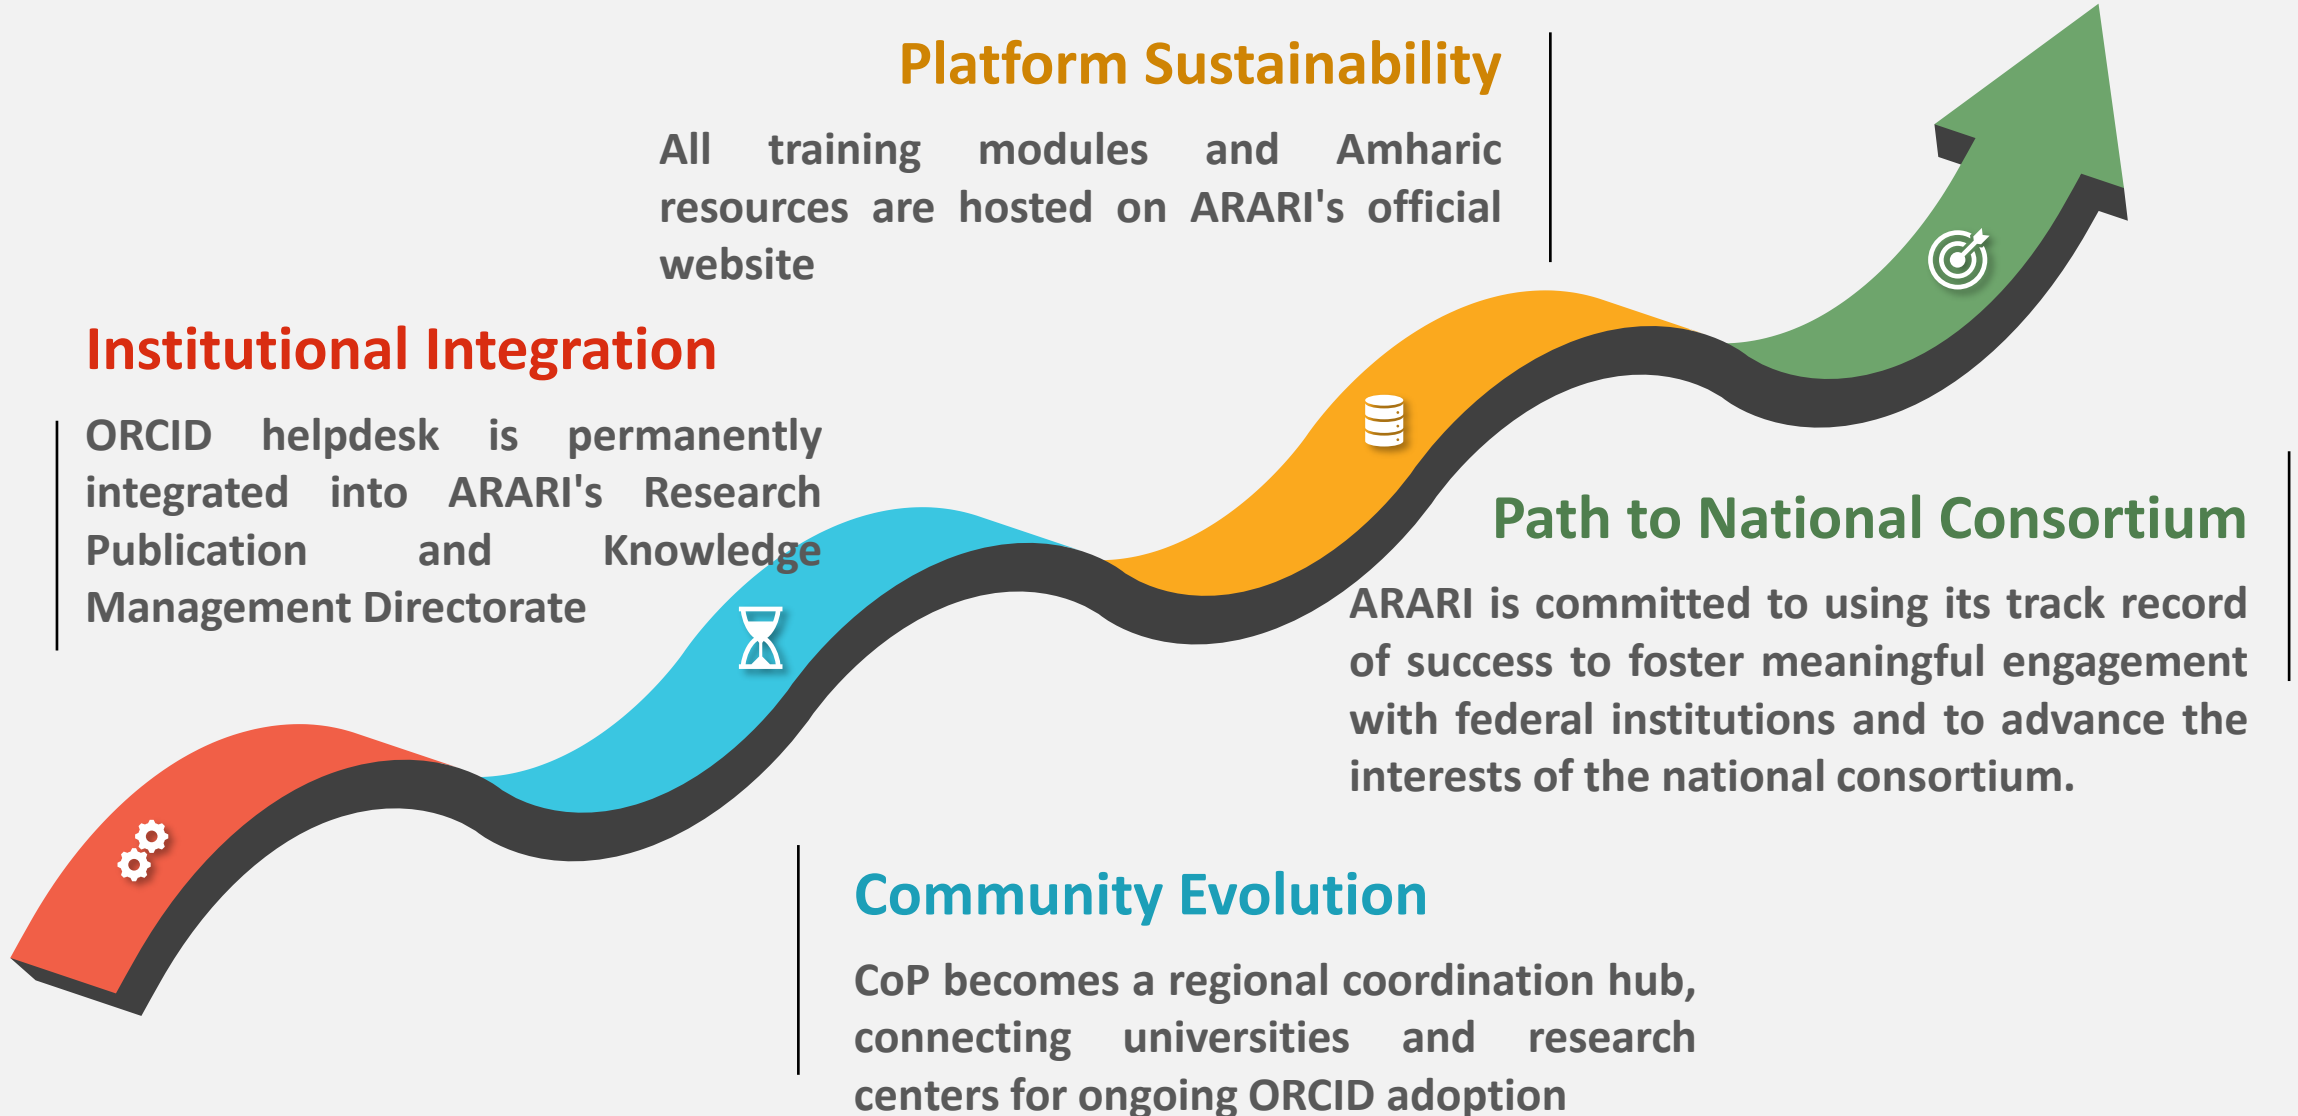 Platform Sustainability
All training modules and Amharic
resources are hosted on ARARI's official
website
Institutional Integration
ORCID helpdesk is permanently
integrated into ARARI's Research
Publication and Knowledge
Management Directorate
Path to National Consortium
ARARI is committed to using its track record
of success to foster meaningful engagement
with federal institutions and to advance the
interests of the national consortium.
Community Evolution
CoP becomes a regional coordination hub,
connecting universities and research
centers for ongoing ORCID adoption